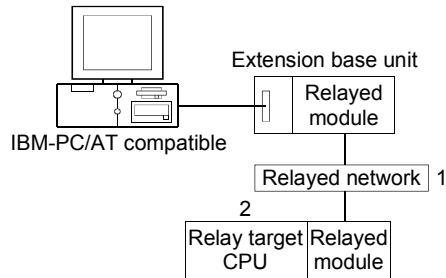 Extension base unit
Relayed
module
IBM-PC/AT compatible
Relayed network 1
2
Relay target
CPU
Relayed
module